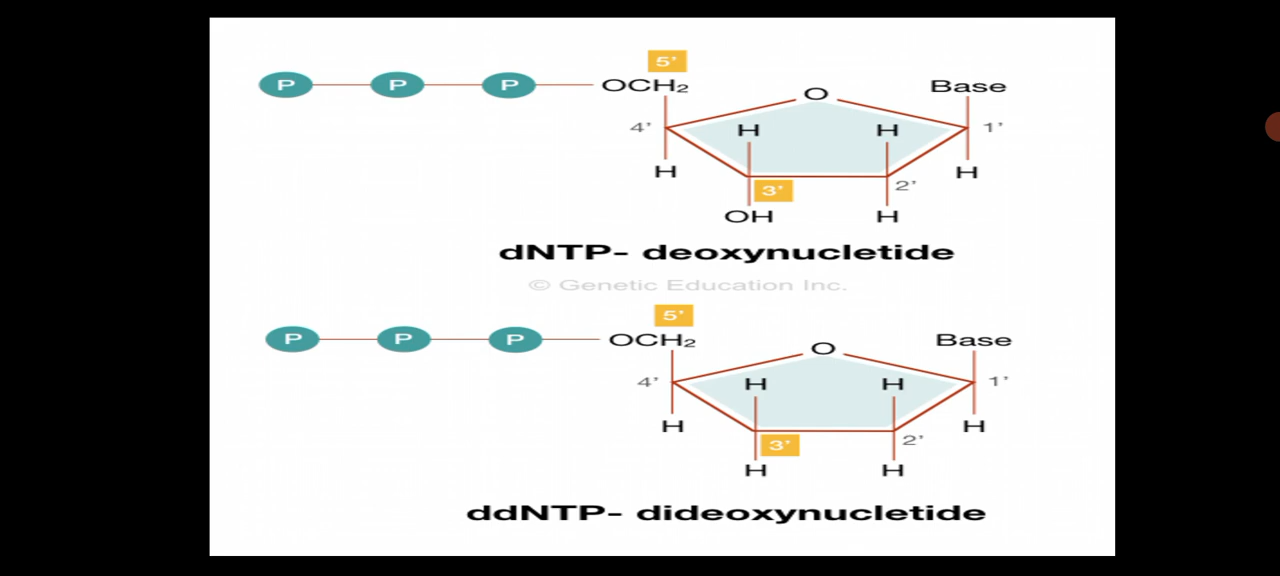 5'
P P P OCH₂ O Base
4' H H 1'
H H
3' 2'
OH H
dNTP- deoxynucletide
© Genetic Education Inc.
5'
P P P OCH₂ O Base
4' H H 1'
H H
3' 2'
H H
ddNTP- dideoxynucletide